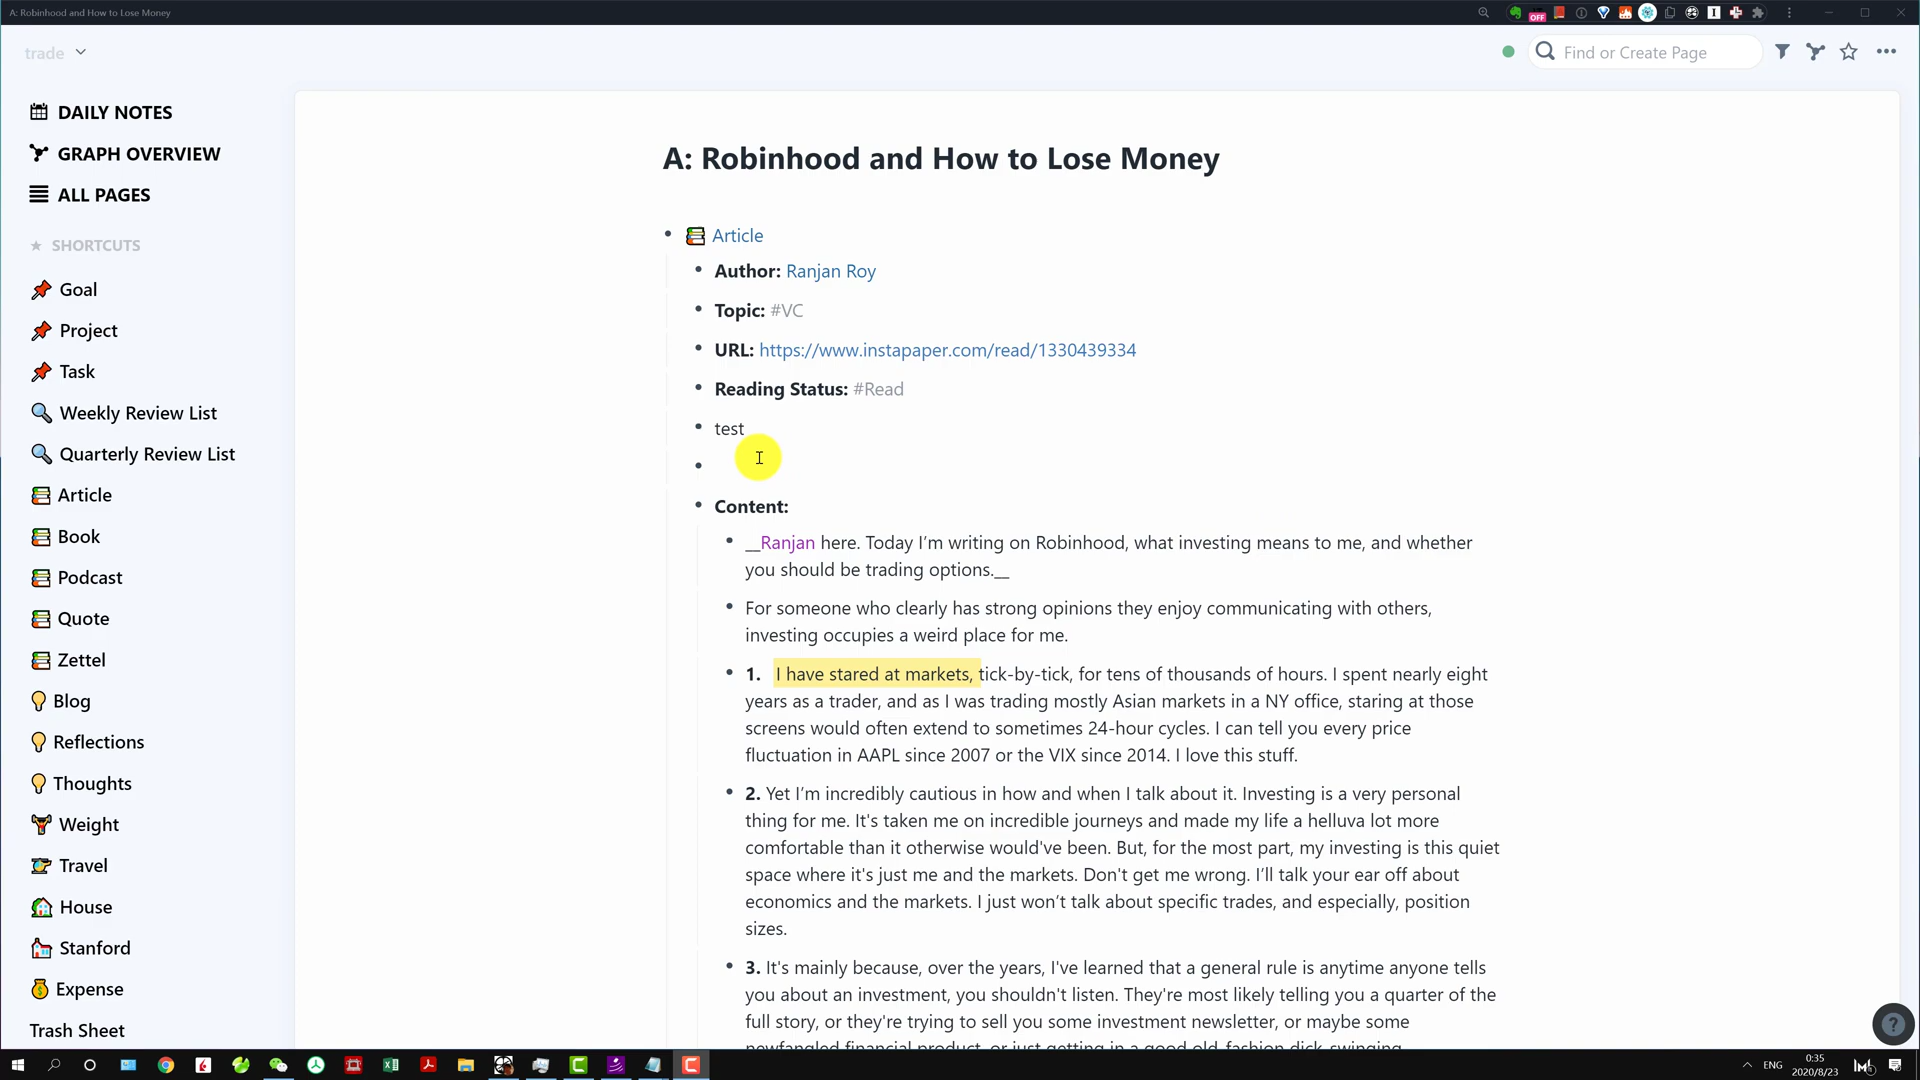 A: Robinhood and How to Lose Money
OFF
trade
Find or Create Page
DAILY NOTES
GRAPH OVERVIEW
ALL PAGES
SHORTCUTS
Goal
Project
Task
Weekly Review List
Quarterly Review List
Article
Book
Podcast
Quote
Zettel
Blog
Reflections
Thoughts
Weight
Travel
House
Stanford
Expense
Trash Sheet
A: Robinhood and How to Lose Money
Article
Author: Ranjan Roy
Topic: #VC
URL: https://www.instapaper.com/read/1330439334
Reading Status: #Read
test
Content:
__Ranjan here. Today I’m writing on Robinhood, what investing means to me, and whether
you should be trading options.__
For someone who clearly has strong opinions they enjoy communicating with others,
investing occupies a weird place for me.
1. I have stared at markets, tick-by-tick, for tens of thousands of hours. I spent nearly eight
years as a trader, and as I was trading mostly Asian markets in a NY office, staring at those
screens would often extend to sometimes 24-hour cycles. I can tell you every price
fluctuation in AAPL since 2007 or the VIX since 2014. I love this stuff.
2. Yet I’m incredibly cautious in how and when I talk about it. Investing is a very personal
thing for me. It's taken me on incredible journeys and made my life a helluva lot more
comfortable than it otherwise would've been. But, for the most part, my investing is this quiet
space where it's just me and the markets. Don't get me wrong. I’ll talk your ear off about
economics and the markets. I just won’t talk about specific trades, and especially, position
sizes.
3. It's mainly because, over the years, I've learned that a general rule is anytime anyone tells
you about an investment, you shouldn't listen. They're most likely telling you a quarter of the
full story, or they're trying to sell you some investment newsletter, or maybe some
newfangled financial product, or just getting in a good old-fashion dick-swinging
ENG
0:35
2020/8/23